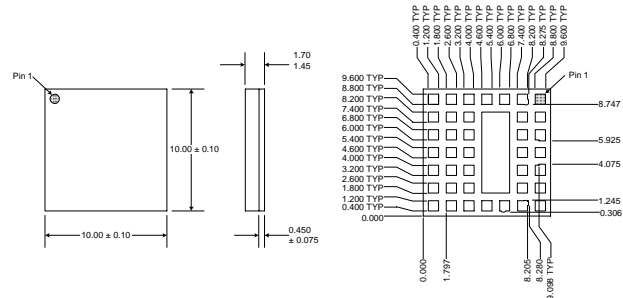 Pin 1
10.00 ± 0.10
10.00 ± 0.10
1.70
1.45
0.450
± 0.075
0.400 TYP
1.200 TYP
1.800 TYP
2.600 TYP
3.200 TYP
4.000 TYP
4.600 TYP
5.400 TYP
6.000 TYP
6.800 TYP
7.400 TYP
8.200 TYP
8.275 TYP
8.800 TYP
9.600 TYP
Pin 1
9.600 TYP
8.800 TYP
8.200 TYP
7.400 TYP
6.800 TYP
6.000 TYP
5.400 TYP
4.600 TYP
4.000 TYP
3.200 TYP
2.600 TYP
1.800 TYP
1.200 TYP
0.400 TYP
0.000
8.747
5.925
4.075
1.245
0.306
0.000
1.797
8.205
8.280
9.098 TYP